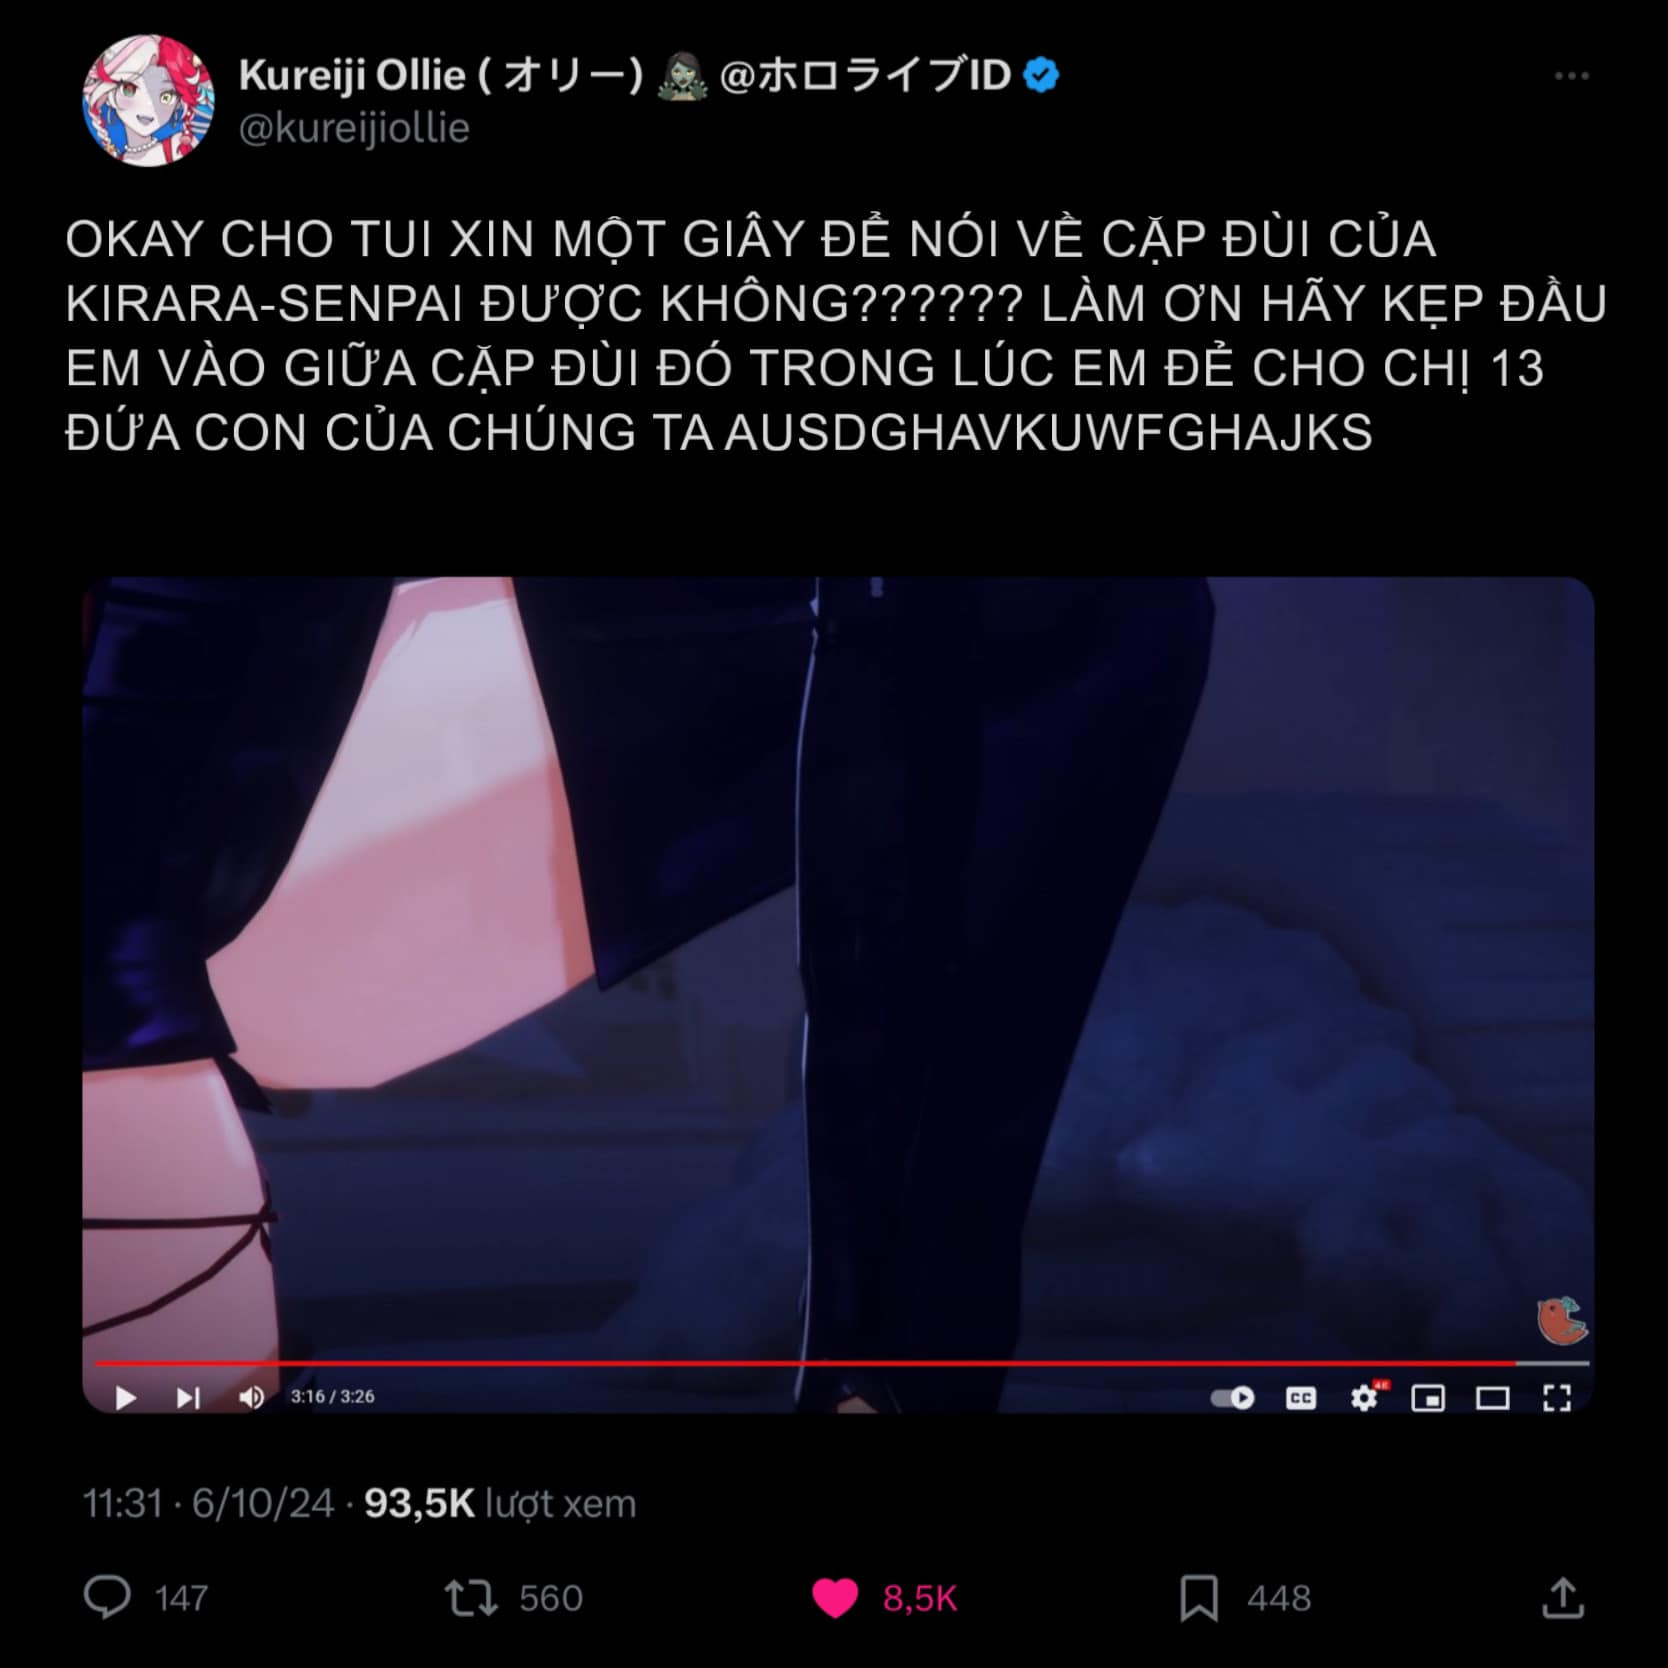 Kureiji Ollie ( オリー) 🧟‍♀️ @ホロライブID
@kureijiollie
OKAY CHO TUI XIN MỘT GIÂY ĐỂ NÓI VỀ CẶP ĐÙI CỦA
KIRARA-SENPAI ĐƯỢC KHÔNG?????? LÀM ƠN HÃY KẸP ĐẦU
EM VÀO GIỮA CẶP ĐÙI ĐÓ TRONG LÚC EM ĐẺ CHO CHỊ 13
ĐỨA CON CỦA CHÚNG TA AUSDGHAVKUWFGHAJKS
3:16 / 3:26
CC
4K
11:31 · 6/10/24 · 93,5K lượt xem
147
560
8,5K
448